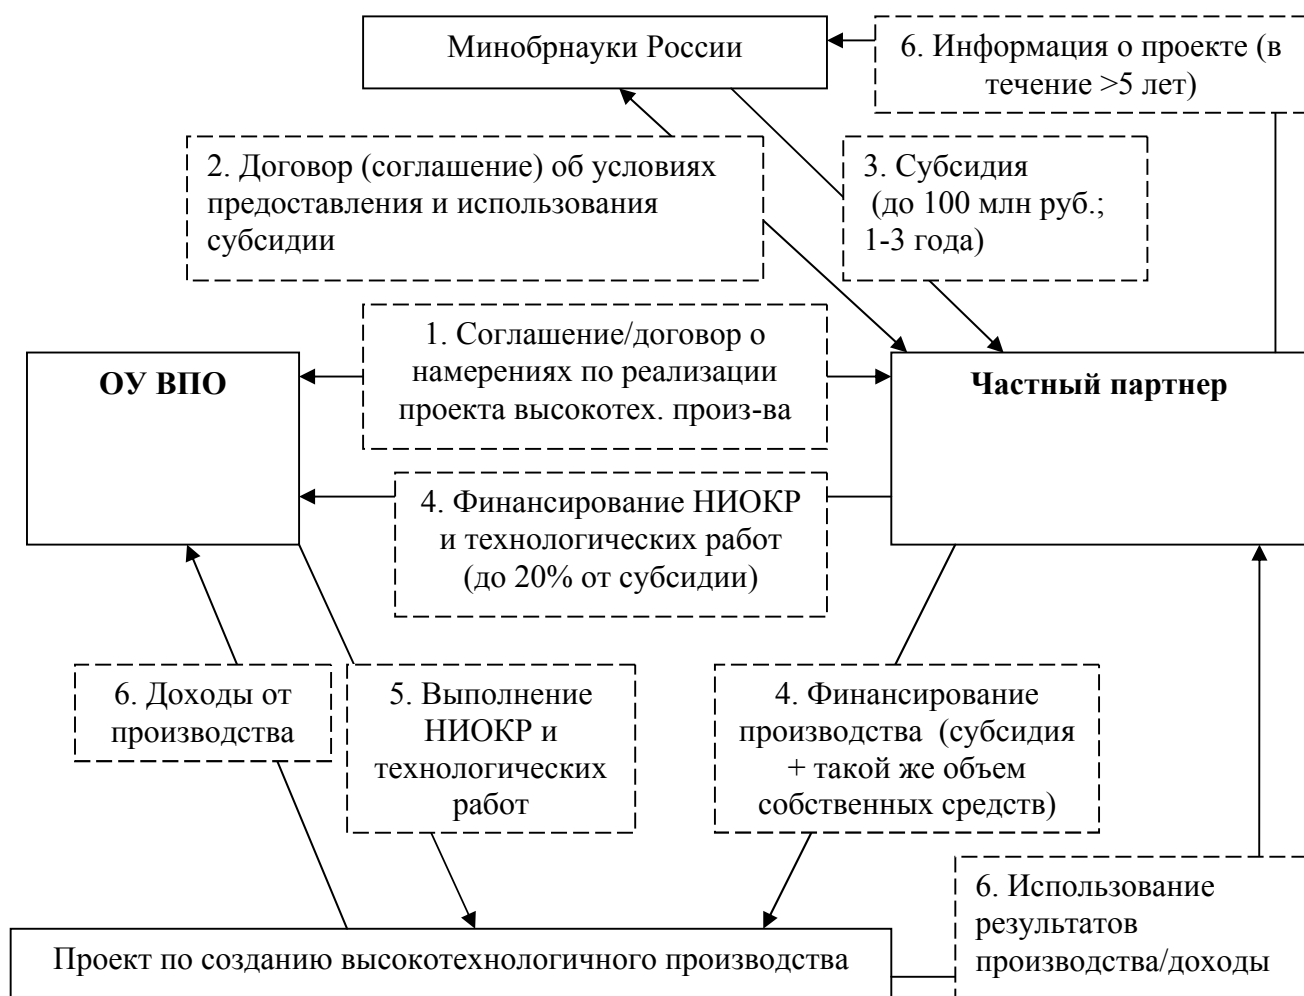 Минобрнауки России
6. Информация о проекте (в
течение >5 лет)
2. Договор (соглашение) об условиях
предоставления и использования
субсидии
3. Субсидия
(до 100 млн руб.;
1-3 года)
1. Соглашение/договор о
намерениях по реализации
проекта высокотех. произ-ва
ОУ ВПО
Частный партнер
4. Финансирование НИОКР
и технологических работ
(до 20% от субсидии)
6. Доходы от
производства
5. Выполнение
НИОКР и
технологических
работ
4. Финансирование
производства (субсидия
+ такой же объем
собственных средств)
6. Использование
результатов
производства/доходы
Проект по созданию высокотехнологичного производства